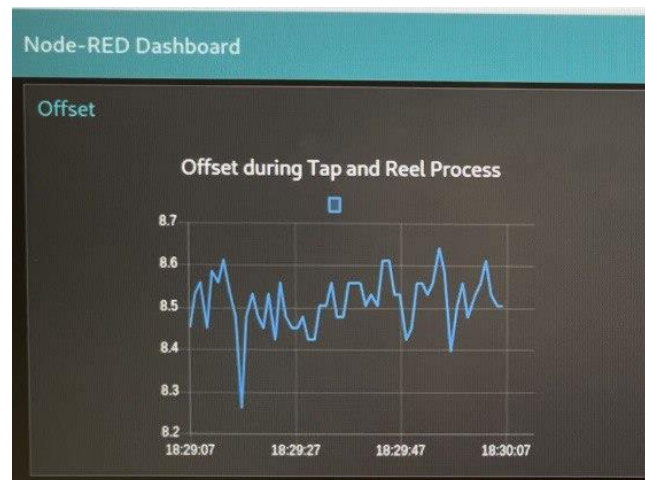 Node-RED Dashboard
Offset
Offset during Tap and Reel Process
8.7
8.6
8.5
8.4
8.3
8.2
18:29:07 18:29:27 18:29:47 18:30:07